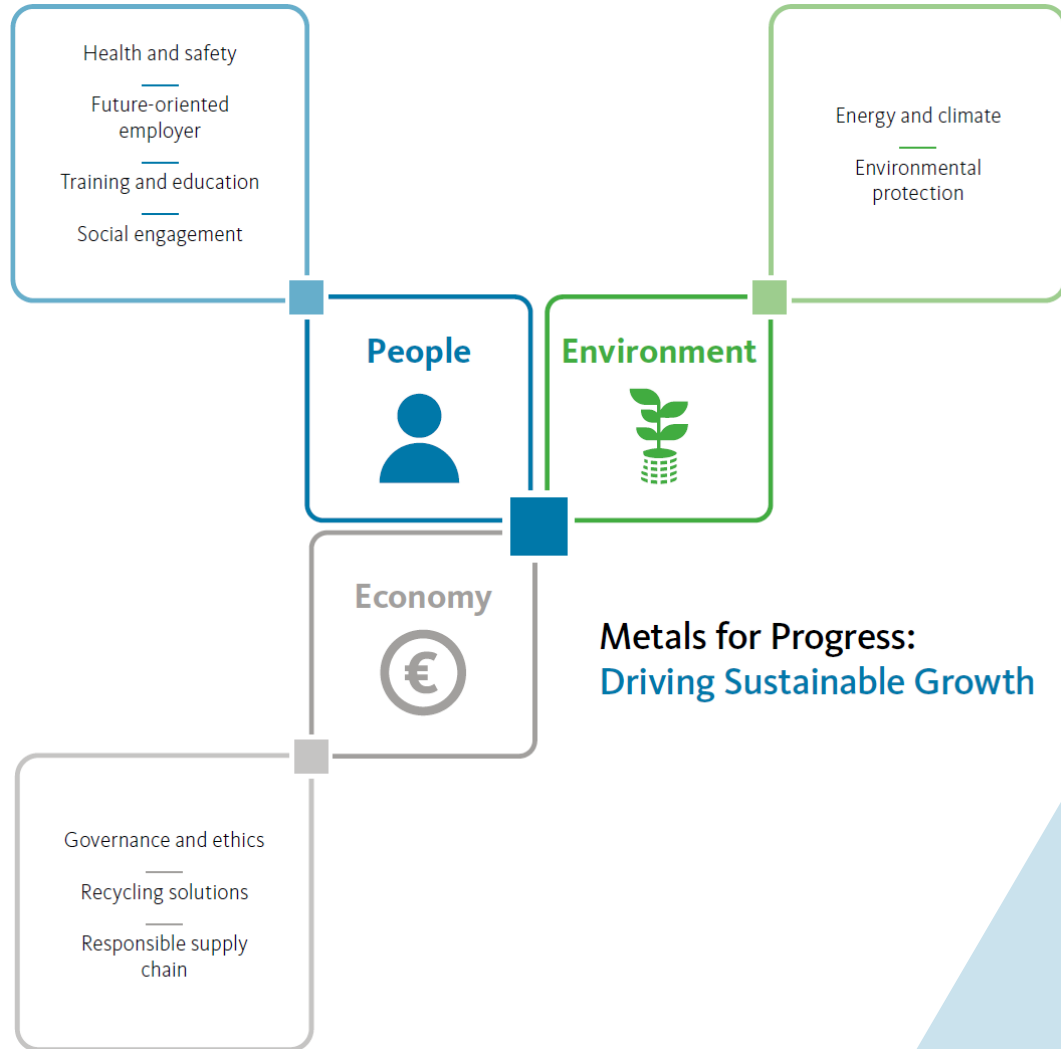 Health and safety
Future-oriented
employer
Training and education
Social engagement
Energy and climate
Environmental
protection
People
Environment
Economy
€
Metals for Progress:
Driving Sustainable Growth
Governance and ethics
Recycling solutions
Responsible supply
chain